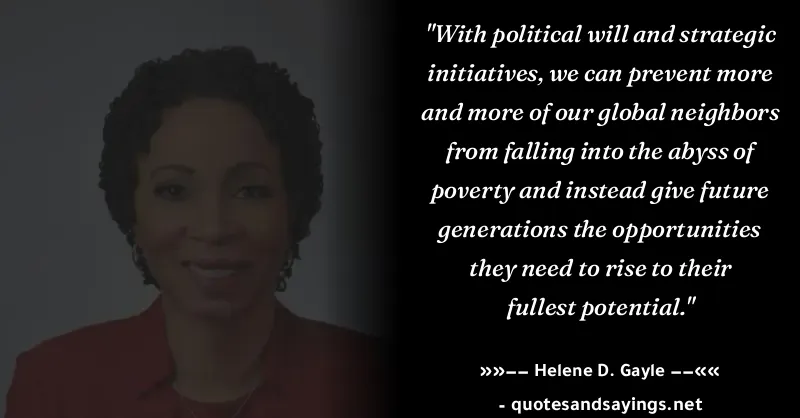 "With political will and strategic
initiatives, we can prevent more
and more of our global neighbors
from falling into the abyss of
poverty and instead give future
generations the opportunities
they need to rise to their
fullest potential."
»»−− Helene D. Gayle −−««
- quotesandsayings.net